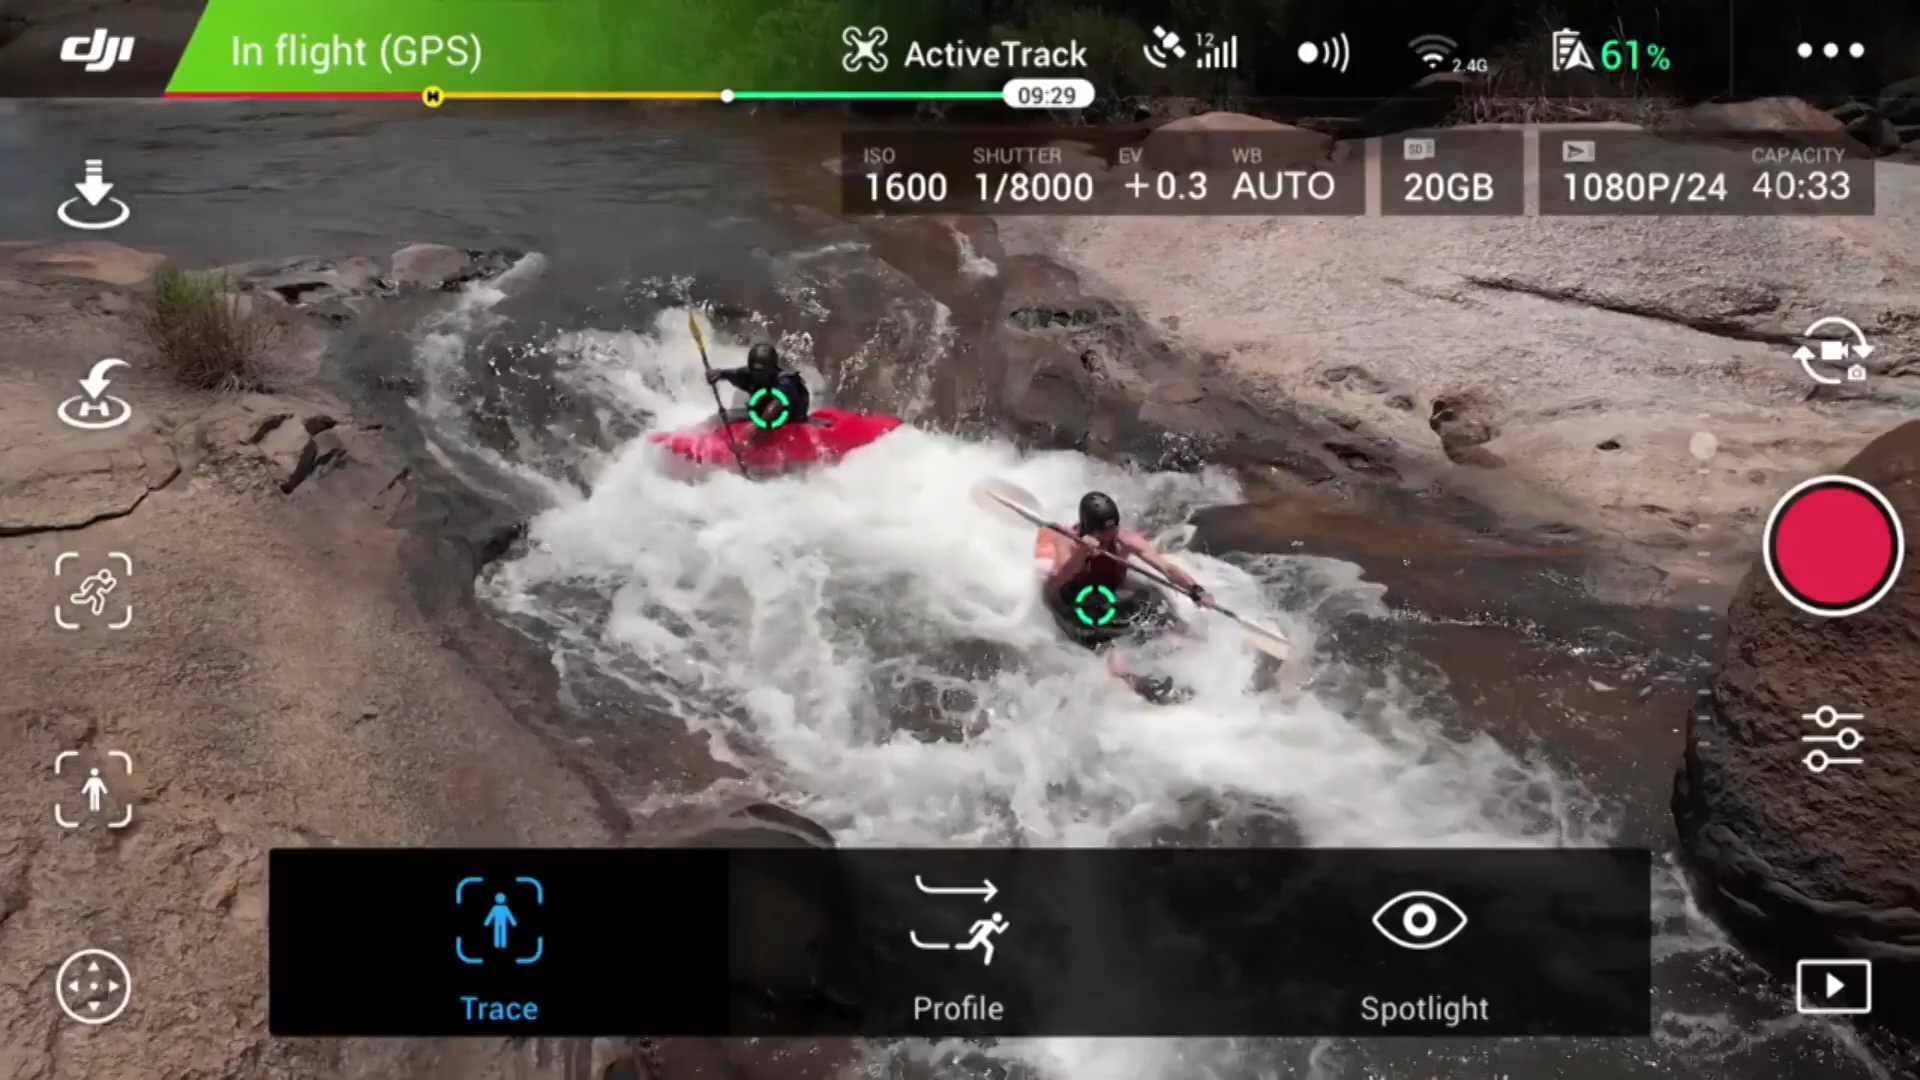 dji In flight (GPS) ActiveTrack 12 2.4G 61%
H 09:29
ISO SHUTTER EV WB SD CAPACITY
1600 1/8000 +0.3 AUTO 20GB 1080P/24 40:33
H
Trace Profile Spotlight